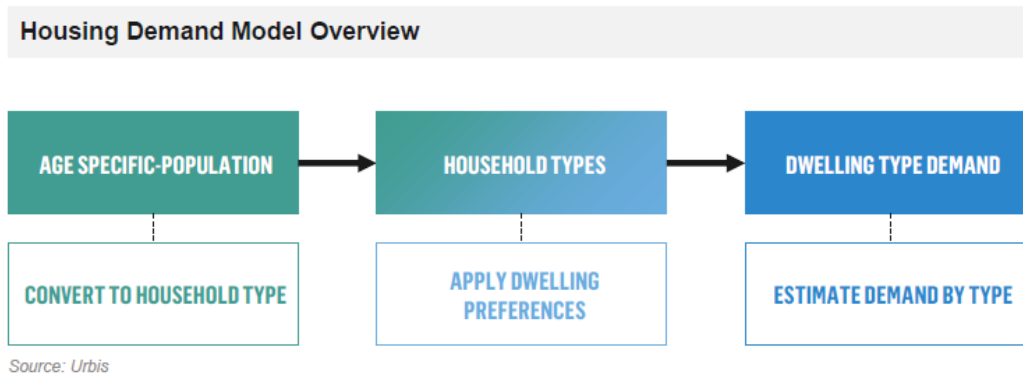 Housing Demand Model Overview
AGE SPECIFIC-POPULATION
HOUSEHOLD TYPES
DWELLING TYPE DEMAND
CONVERT TO HOUSEHOLD TYPE
APPLY DWELLING
PREFERENCES
ESTIMATE DEMAND BY TYPE
Source: Urbis